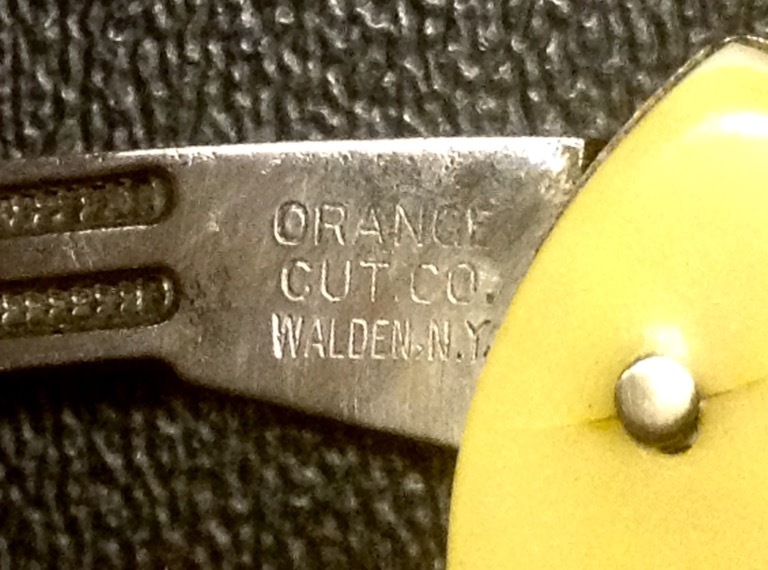 ORANGE
CUT.CO.
WALDEN, N.Y.